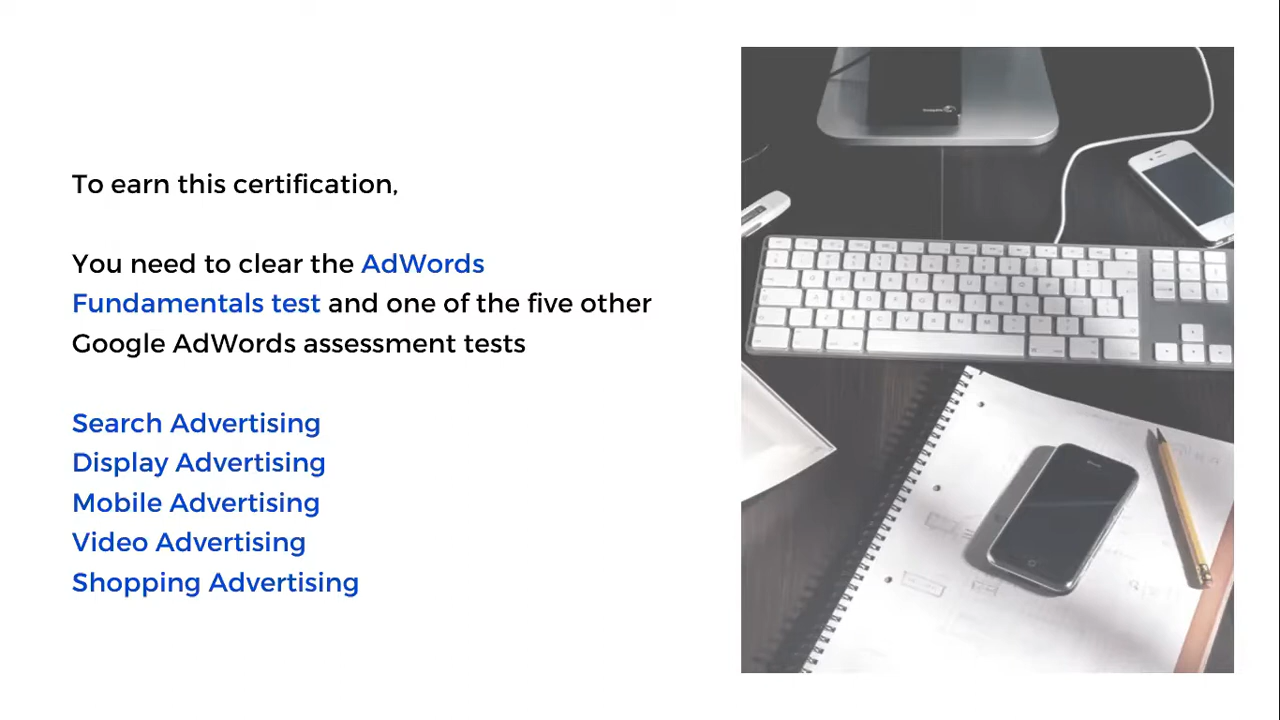 To earn this certification,
You need to clear the AdWords
Fundamentals test and one of the five other
Google AdWords assessment tests
Search Advertising
Display Advertising
Mobile Advertising
Video Advertising
Shopping Advertising